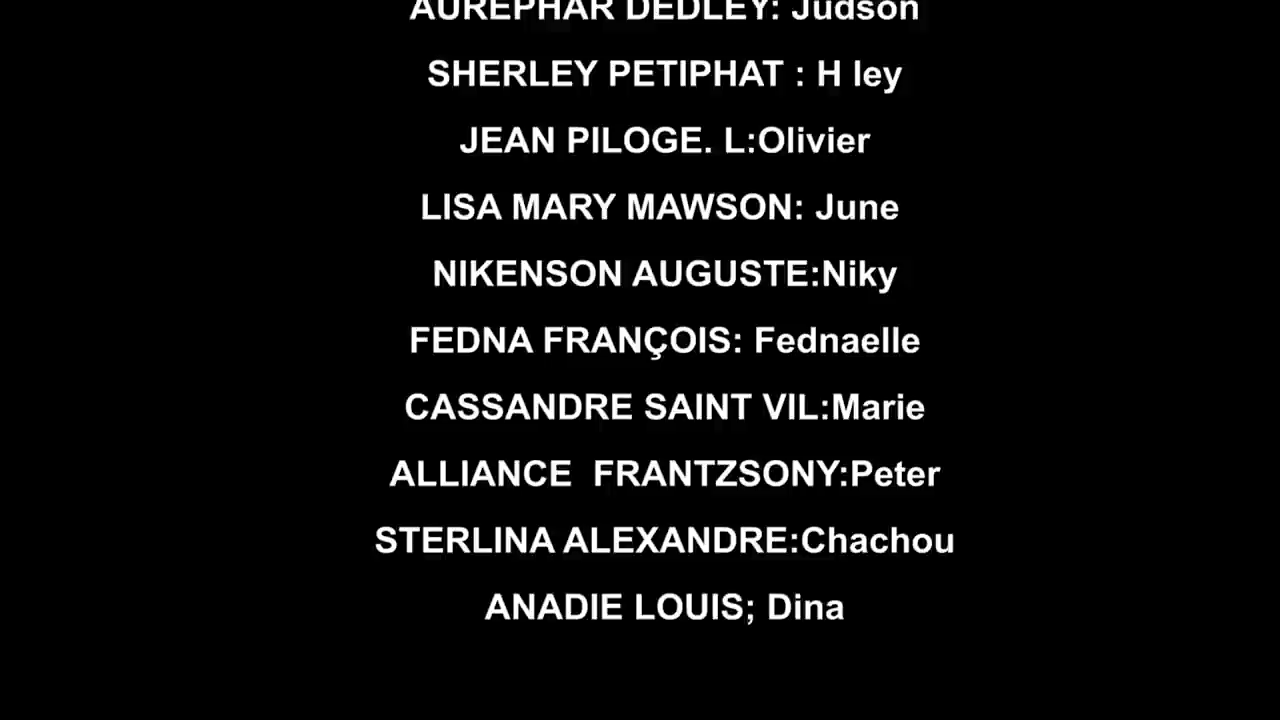 AUREPHAR DEDLEY: Judson
SHERLEY PETIPHAT : H ley
JEAN PILOGE. L:Olivier
LISA MARY MAWSON: June
NIKENSON AUGUSTE:Niky
FEDNA FRANÇOIS: Fednaelle
CASSANDRE SAINT VIL:Marie
ALLIANCE  FRANTZSONY:Peter
STERLINA ALEXANDRE:Chachou
ANADIE LOUIS; Dina